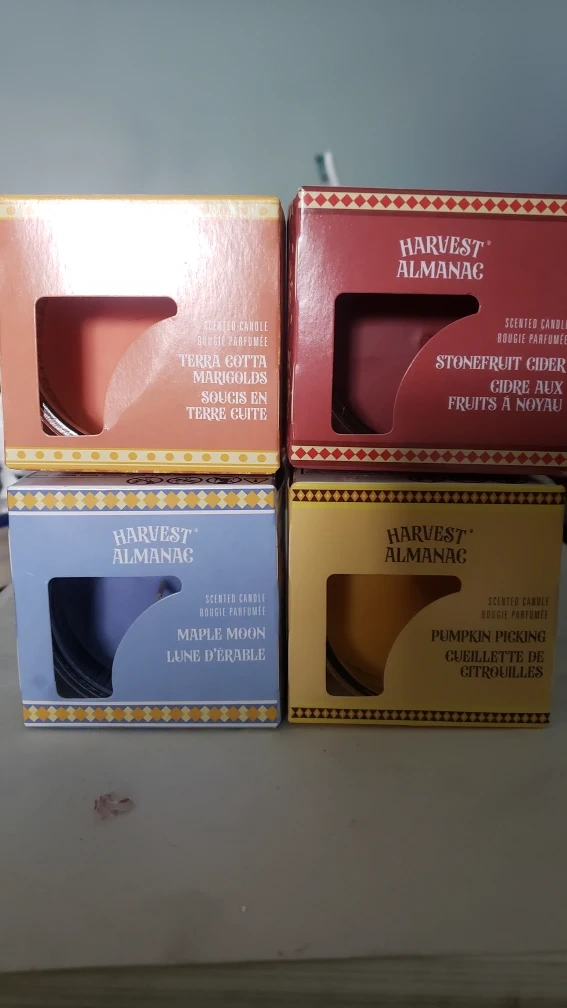 SCENTED CANDLE
BOUGIE PARFUMÉE
TERRA COTTA
MARIGOLDS
SOUCIS EN
TERRE CUITE
HARVEST®
ALMANAC
SCENTED CANDLE
BOUGIE PARFUMÉE
STONEFRUIT CIDER
CIDRE AUX
FRUITS À NOYAU
HARVEST®
ALMANAC
SCENTED CANDLE
BOUGIE PARFUMÉE
MAPLE MOON
LUNE D'ÉRABLE
HARVEST®
ALMANAC
SCENTED CANDLE
BOUGIE PARFUMÉE
PUMPKIN PICKING
CUEILLETTE DE
CITROUILLES